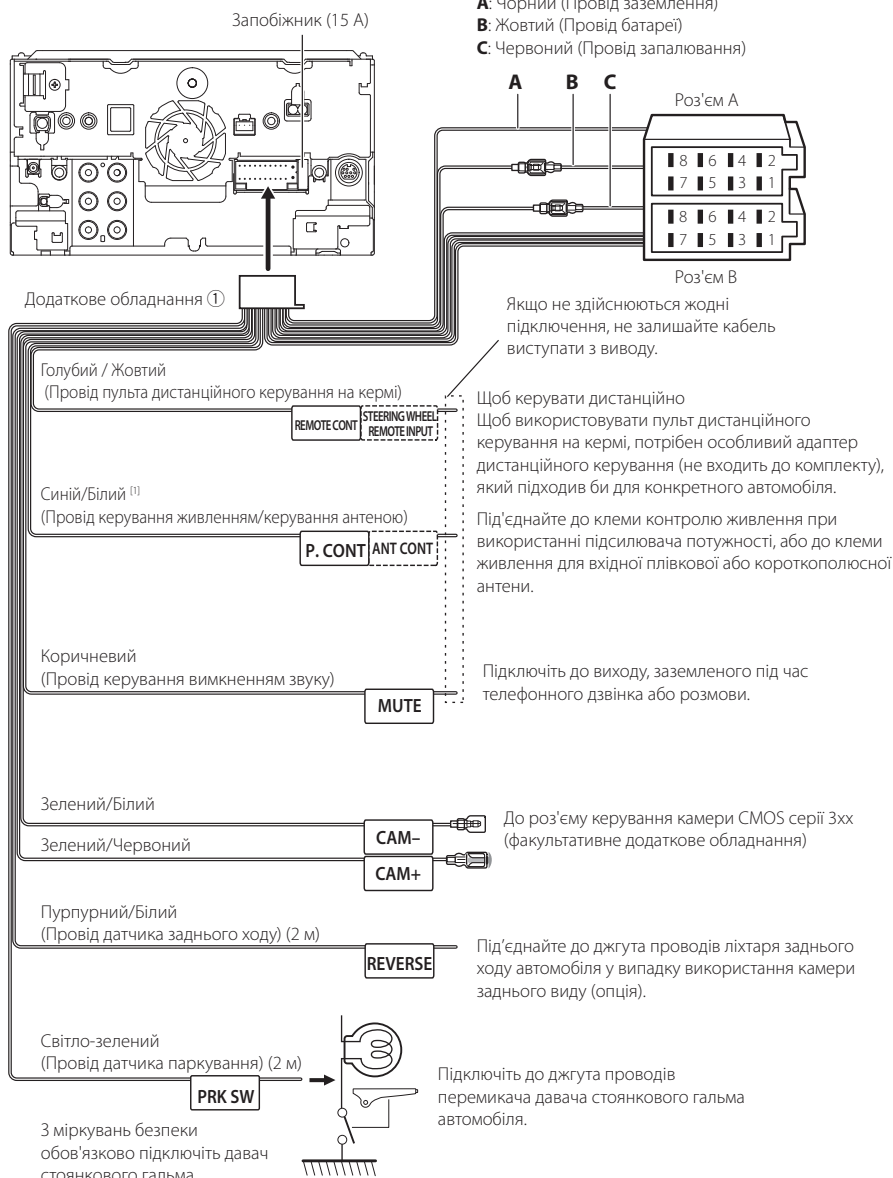 A: Чорний (Провід заземлення)
B: Жовтий (Провід батареї)
C: Червоний (Провід запалювання)
Запобіжник (15 А)
A B C
Роз'єм А
8 6 4 2
7 5 3 1
8 6 4 2
7 5 3 1
Роз'єм В
Додаткове обладнання ①
Якщо не здійснюються жодні
підключення, не залишайте кабель
виступати з виводу.
Голубий / Жовтий
(Провід пульта дистанційного керування на кермі)
REMOTE CONT
STEERING WHEEL
REMOTE INPUT
Щоб керувати дистанційно
Щоб використовувати пульт дистанційного
керування на кермі, потрібен особливий адаптер
дистанційного керування (не входить до комплекту),
який підходив би для конкретного автомобіля.
Синій/Білий [1]
(Провід керування живленням/керування антеною)
P. CONT
ANT CONT
Під'єднайте до клеми контролю живлення при
використанні підсилювача потужності, або до клеми
живлення для вхідної плівкової або короткополюсної
антени.
Коричневий
(Провід керування вимкненням звуку)
MUTE
Підключіть до виходу, заземленого під час
телефонного дзвінка або розмови.
Зелений/Білий
CAM–
Зелений/Червоний
CAM+
До роз'єму керування камери CMOS серії 3xx
(факультативне додаткове обладнання)
Пурпурний/Білий
(Провід датчика заднього ходу) (2 м)
REVERSE
Під’єднайте до джгута проводів ліхтаря заднього
ходу автомобіля у випадку використання камери
заднього виду (опція).
Світло-зелений
(Провід датчика паркування) (2 м)
PRK SW
Підключіть до джгута проводів
перемикача давача стоянкового гальма
автомобіля.
З міркувань безпеки
обов'язково підключіть давач
стоянкового гальма